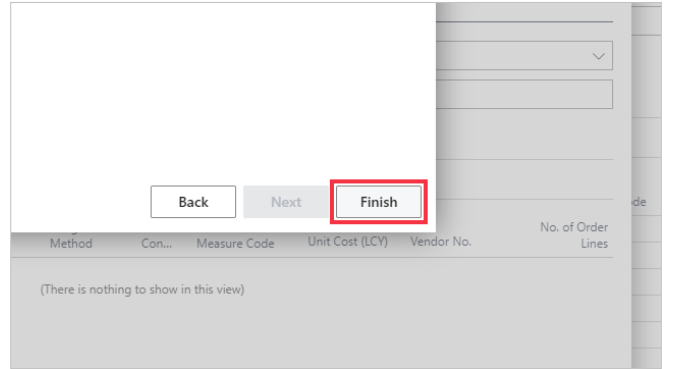 Back Next Finish
de
No. of Order
Method Con... Measure Code Unit Cost (LCY) Vendor No. Lines
(There is nothing to show in this view)